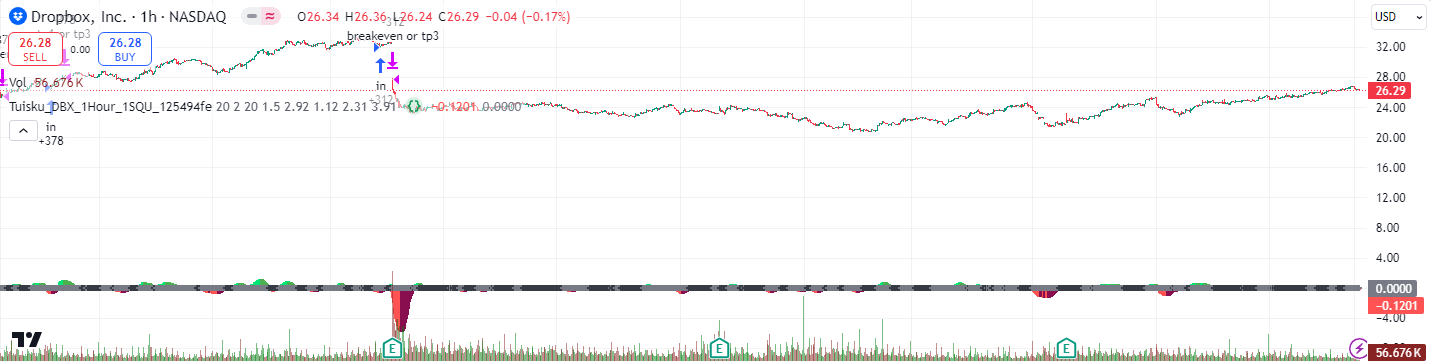 Dropbox, Inc. · 1h · NASDAQ O26.34 H26.36 L26.24 C26.29 −0.04 (−0.17%)
USD
-312
breakeven or tp3
26.28
SELL
0.00
26.28
BUY
32.00
Vol 56.676K
28.00
in
26.29
+312
Tuisku_DBX_1Hour_1SQU_125494fe 20 2 20 1.5 2.92 1.12 2.31 3.91 −0.1201 0.0000
24.00
in
+378
20.00
16.00
12.00
8.00
4.00
0.0000
−0.1201
−4.00
E
E
E
56.676K